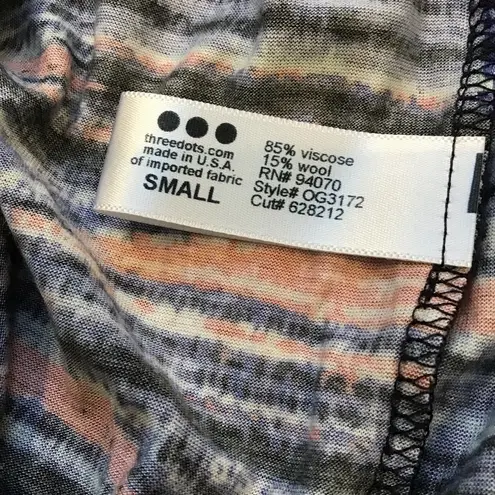 threedots.com
made in U.S.A.
of imported fabric
SMALL
85% viscose
15% wool
RN# 94070
Style# OG3172
Cut# 628212